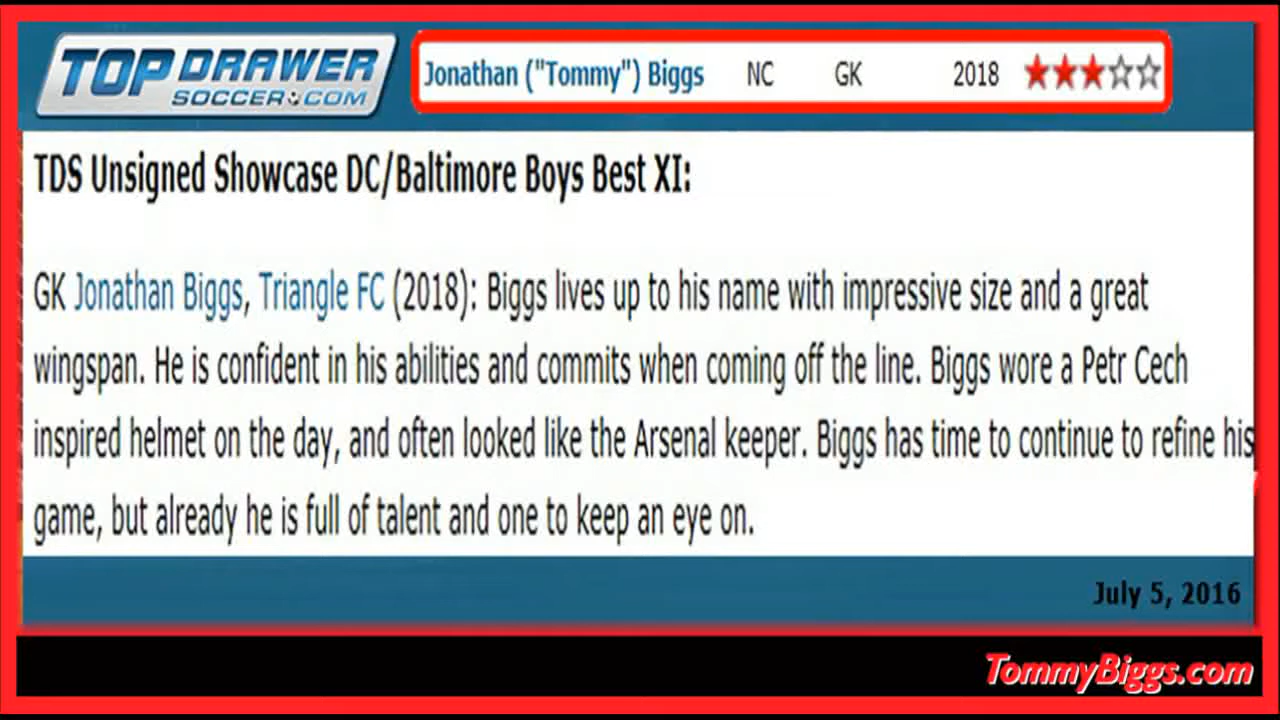 TOP DRAWER
SOCCER.COM
Jonathan ("Tommy") Biggs NC GK 2018
TDS Unsigned Showcase DC/Baltimore Boys Best XI:
GK Jonathan Biggs, Triangle FC (2018): Biggs lives up to his name with impressive size and a great
wingspan. He is confident in his abilities and commits when coming off the line. Biggs wore a Petr Cech
inspired helmet on the day, and often looked like the Arsenal keeper. Biggs has time to continue to refine his
game, but already he is full of talent and one to keep an eye on.
July 5, 2016
TommyBiggs.com